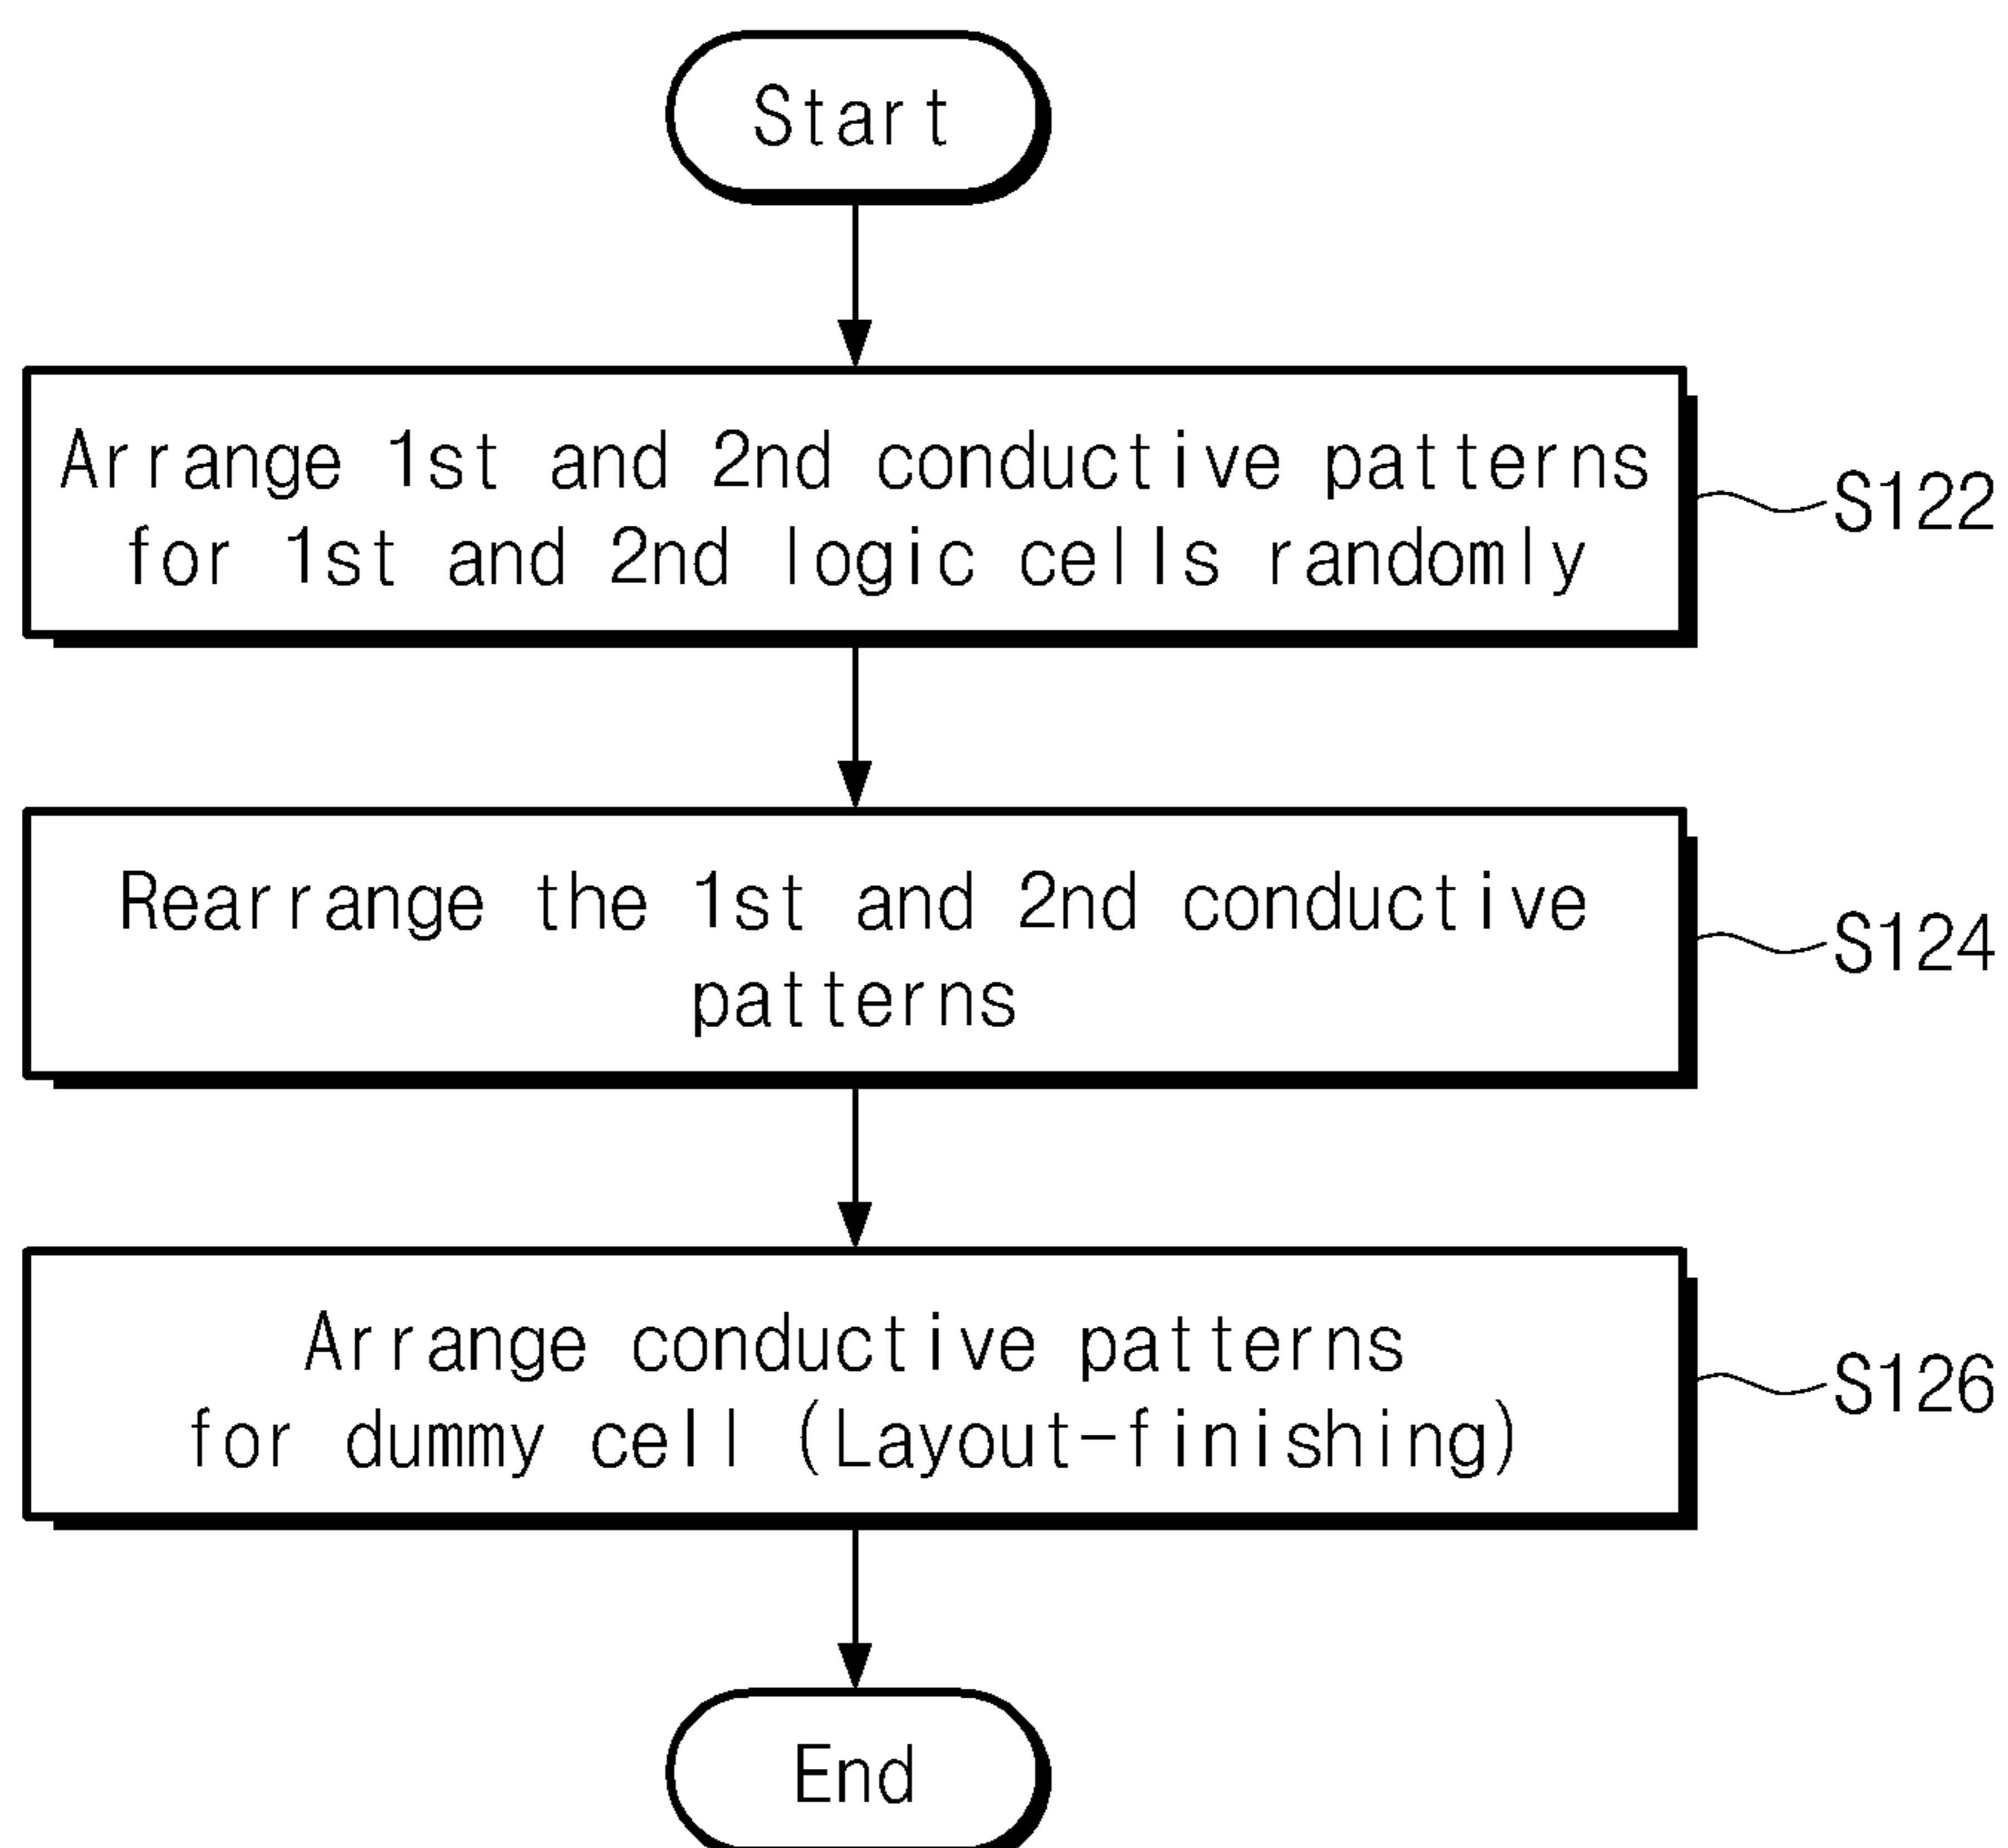 Start
Arrange 1st and 2nd conductive patterns
for 1st and 2nd logic cells randomly
S122
Rearrange the 1st and 2nd conductive
patterns
S124
Arrange conductive patterns
for dummy cell (Layout-finishing)
S126
End